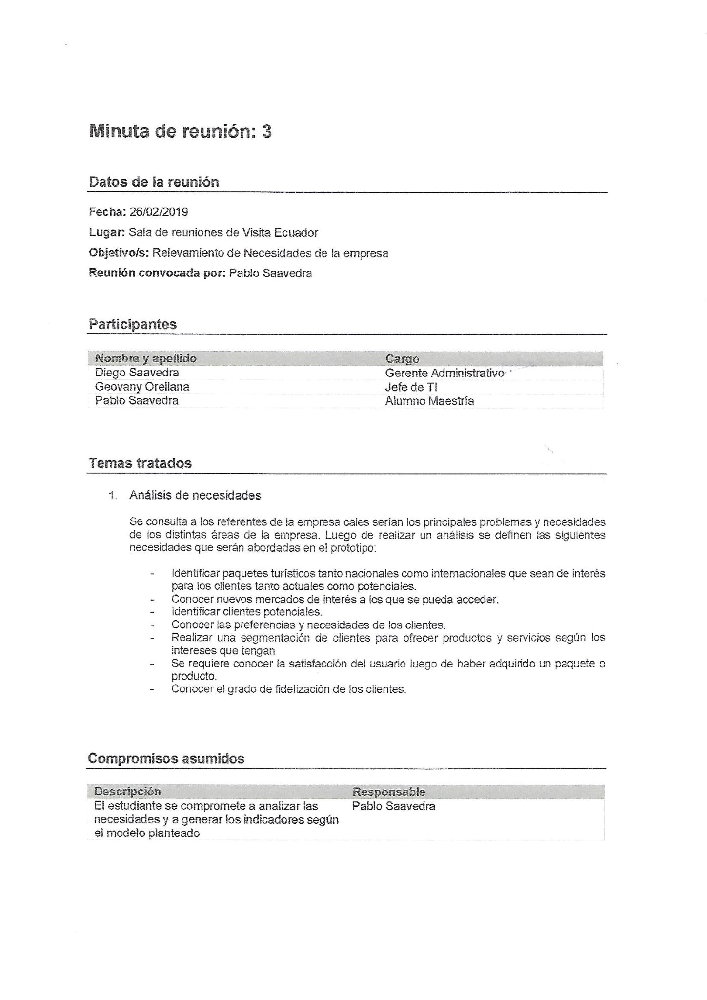 Minuta de reunión: 3
Datos de la reunión
Fecha: 26/02/2019
Lugar: Sala de reuniones de Visita Ecuador
Objetivo/s: Relevamiento de Necesidades de la empresa
Reunión convocada por: Pablo Saavedra
Participantes
Nombre y apellido Cargo
Diego Saavedra Gerente Administrativo
Geovany Orellana Jefe de TI
Pablo Saavedra Alumno Maestría
Temas tratados
1. Análisis de necesidades
Se consulta a los referentes de la empresa cales serían los principales problemas y necesidades
de los distintas áreas de la empresa. Luego de realizar un análisis se definen las siguientes
necesidades que serán abordadas en el prototipo:
- Identificar paquetes turísticos tanto nacionales como internacionales que sean de interés
para los clientes tanto actuales como potenciales.
- Conocer nuevos mercados de interés a los que se pueda acceder.
- Identificar clientes potenciales.
- Conocer las preferencias y necesidades de los clientes.
- Realizar una segmentación de clientes para ofrecer productos y servicios según los
intereses que tengan
- Se requiere conocer la satisfacción del usuario luego de haber adquirido un paquete o
producto.
- Conocer el grado de fidelización de los clientes.
Compromisos asumidos
Descripción Responsable
El estudiante se compromete a analizar las Pablo Saavedra
necesidades y a generar los indicadores según
el modelo planteado